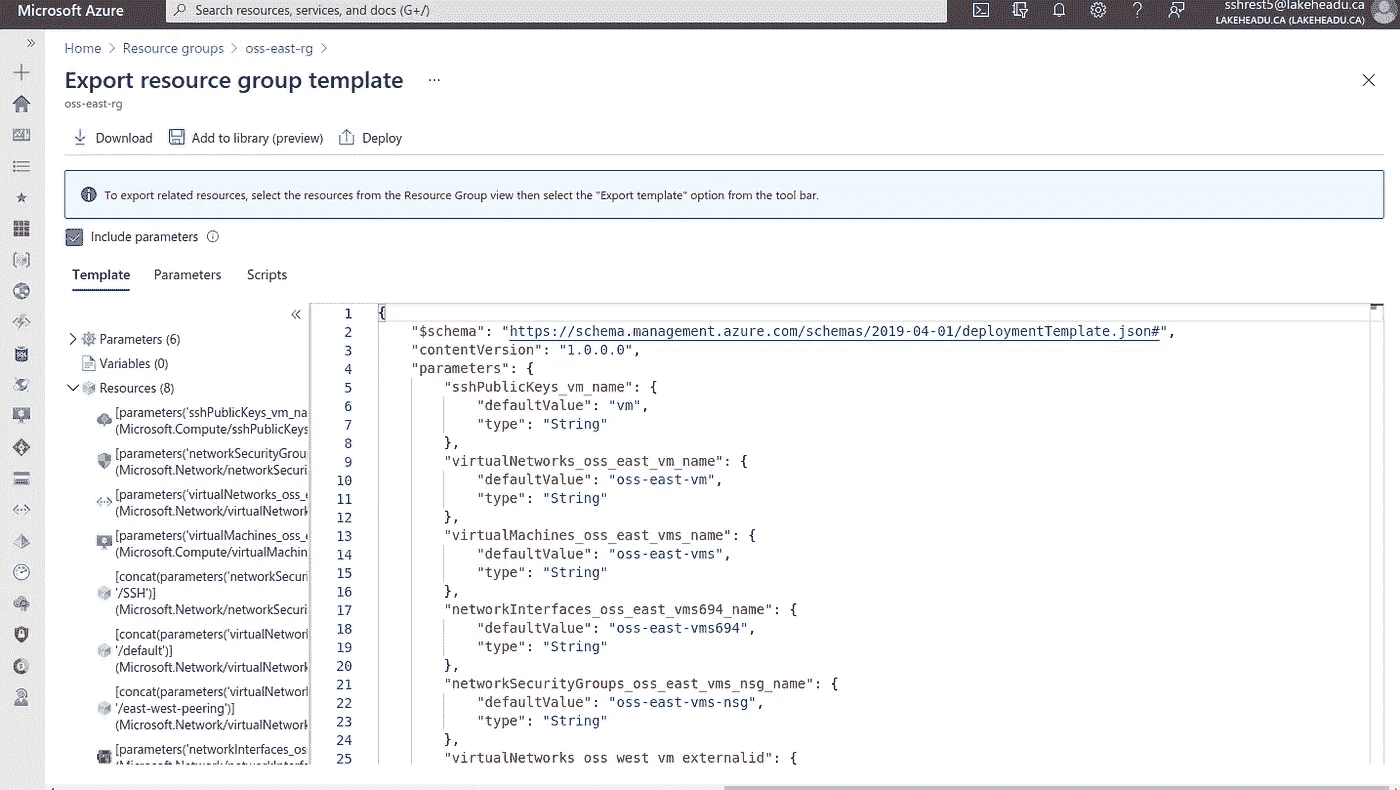 Microsoft Azure
Search resources, services, and docs (G+/)
sshrest5@lakeheadu.ca
LAKEHEADU.CA (LAKEHEADU.CA)
Home > Resource groups > oss-east-rg >
Export resource group template ...
oss-east-rg
Download Add to library (preview) Deploy
To export related resources, select the resources from the Resource Group view then select the "Export template" option from the tool bar.
Include parameters
Template Parameters Scripts
Parameters (6)
Variables (0)
Resources (8)
[parameters('sshPublicKeys_vm_na
(Microsoft.Compute/sshPublicKeys
[parameters('networkSecurityGrou
(Microsoft.Network/networkSecuri
[parameters('virtualNetworks_oss_e
(Microsoft.Network/virtualNetwork
[parameters('virtualMachines_oss_e
(Microsoft.Compute/virtualMachin
[concat(parameters('networkSecuri
'/SSH')]
(Microsoft.Network/networkSecuri
[concat(parameters('virtualNetwork
'/default')]
(Microsoft.Network/virtualNetwork
[concat(parameters('virtualNetwork
'/east-west-peering')]
(Microsoft.Network/virtualNetwork
[parameters('networkInterfaces_os
(Microsoft.Network/networkInterf
1 {
2 "$schema": "https://schema.management.azure.com/schemas/2019-04-01/deploymentTemplate.json#",
3 "contentVersion": "1.0.0.0",
4 "parameters": {
5 "sshPublicKeys_vm_name": {
6 "defaultValue": "vm",
7 "type": "String"
8 },
9 "virtualNetworks_oss_east_vm_name": {
10 "defaultValue": "oss-east-vm",
11 "type": "String"
12 },
13 "virtualMachines_oss_east_vms_name": {
14 "defaultValue": "oss-east-vms",
15 "type": "String"
16 },
17 "networkInterfaces_oss_east_vms694_name": {
18 "defaultValue": "oss-east-vms694",
19 "type": "String"
20 },
21 "networkSecurityGroups_oss_east_vms_nsg_name": {
22 "defaultValue": "oss-east-vms-nsg",
23 "type": "String"
24 },
25 "virtualNetworks_oss_west_vm_externalid": {